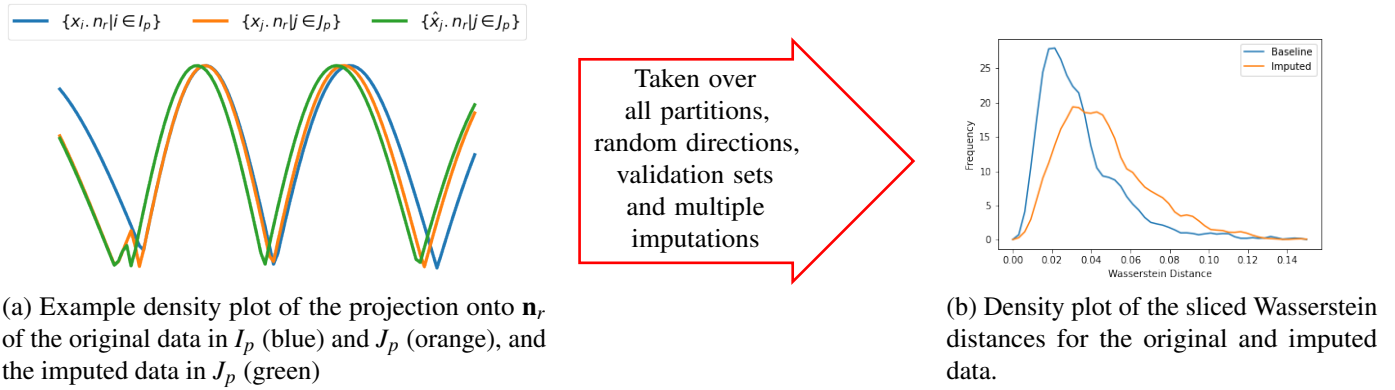 {x_i. n_r|i ∈ I_p} {x_j. n_r|j ∈ J_p} {x̂_j. n_r|j ∈ J_p}
Taken over
all partitions,
random directions,
validation sets
and multiple
imputations
Baseline
Imputed
Frequency
25
20
15
10
5
0
0.00 0.02 0.04 0.06 0.08 0.10 0.12 0.14
Wasserstein Distance
(a) Example density plot of the projection onto n_r
of the original data in I_p (blue) and J_p (orange), and
the imputed data in J_p (green)
(b) Density plot of the sliced Wasserstein
distances for the original and imputed
data.